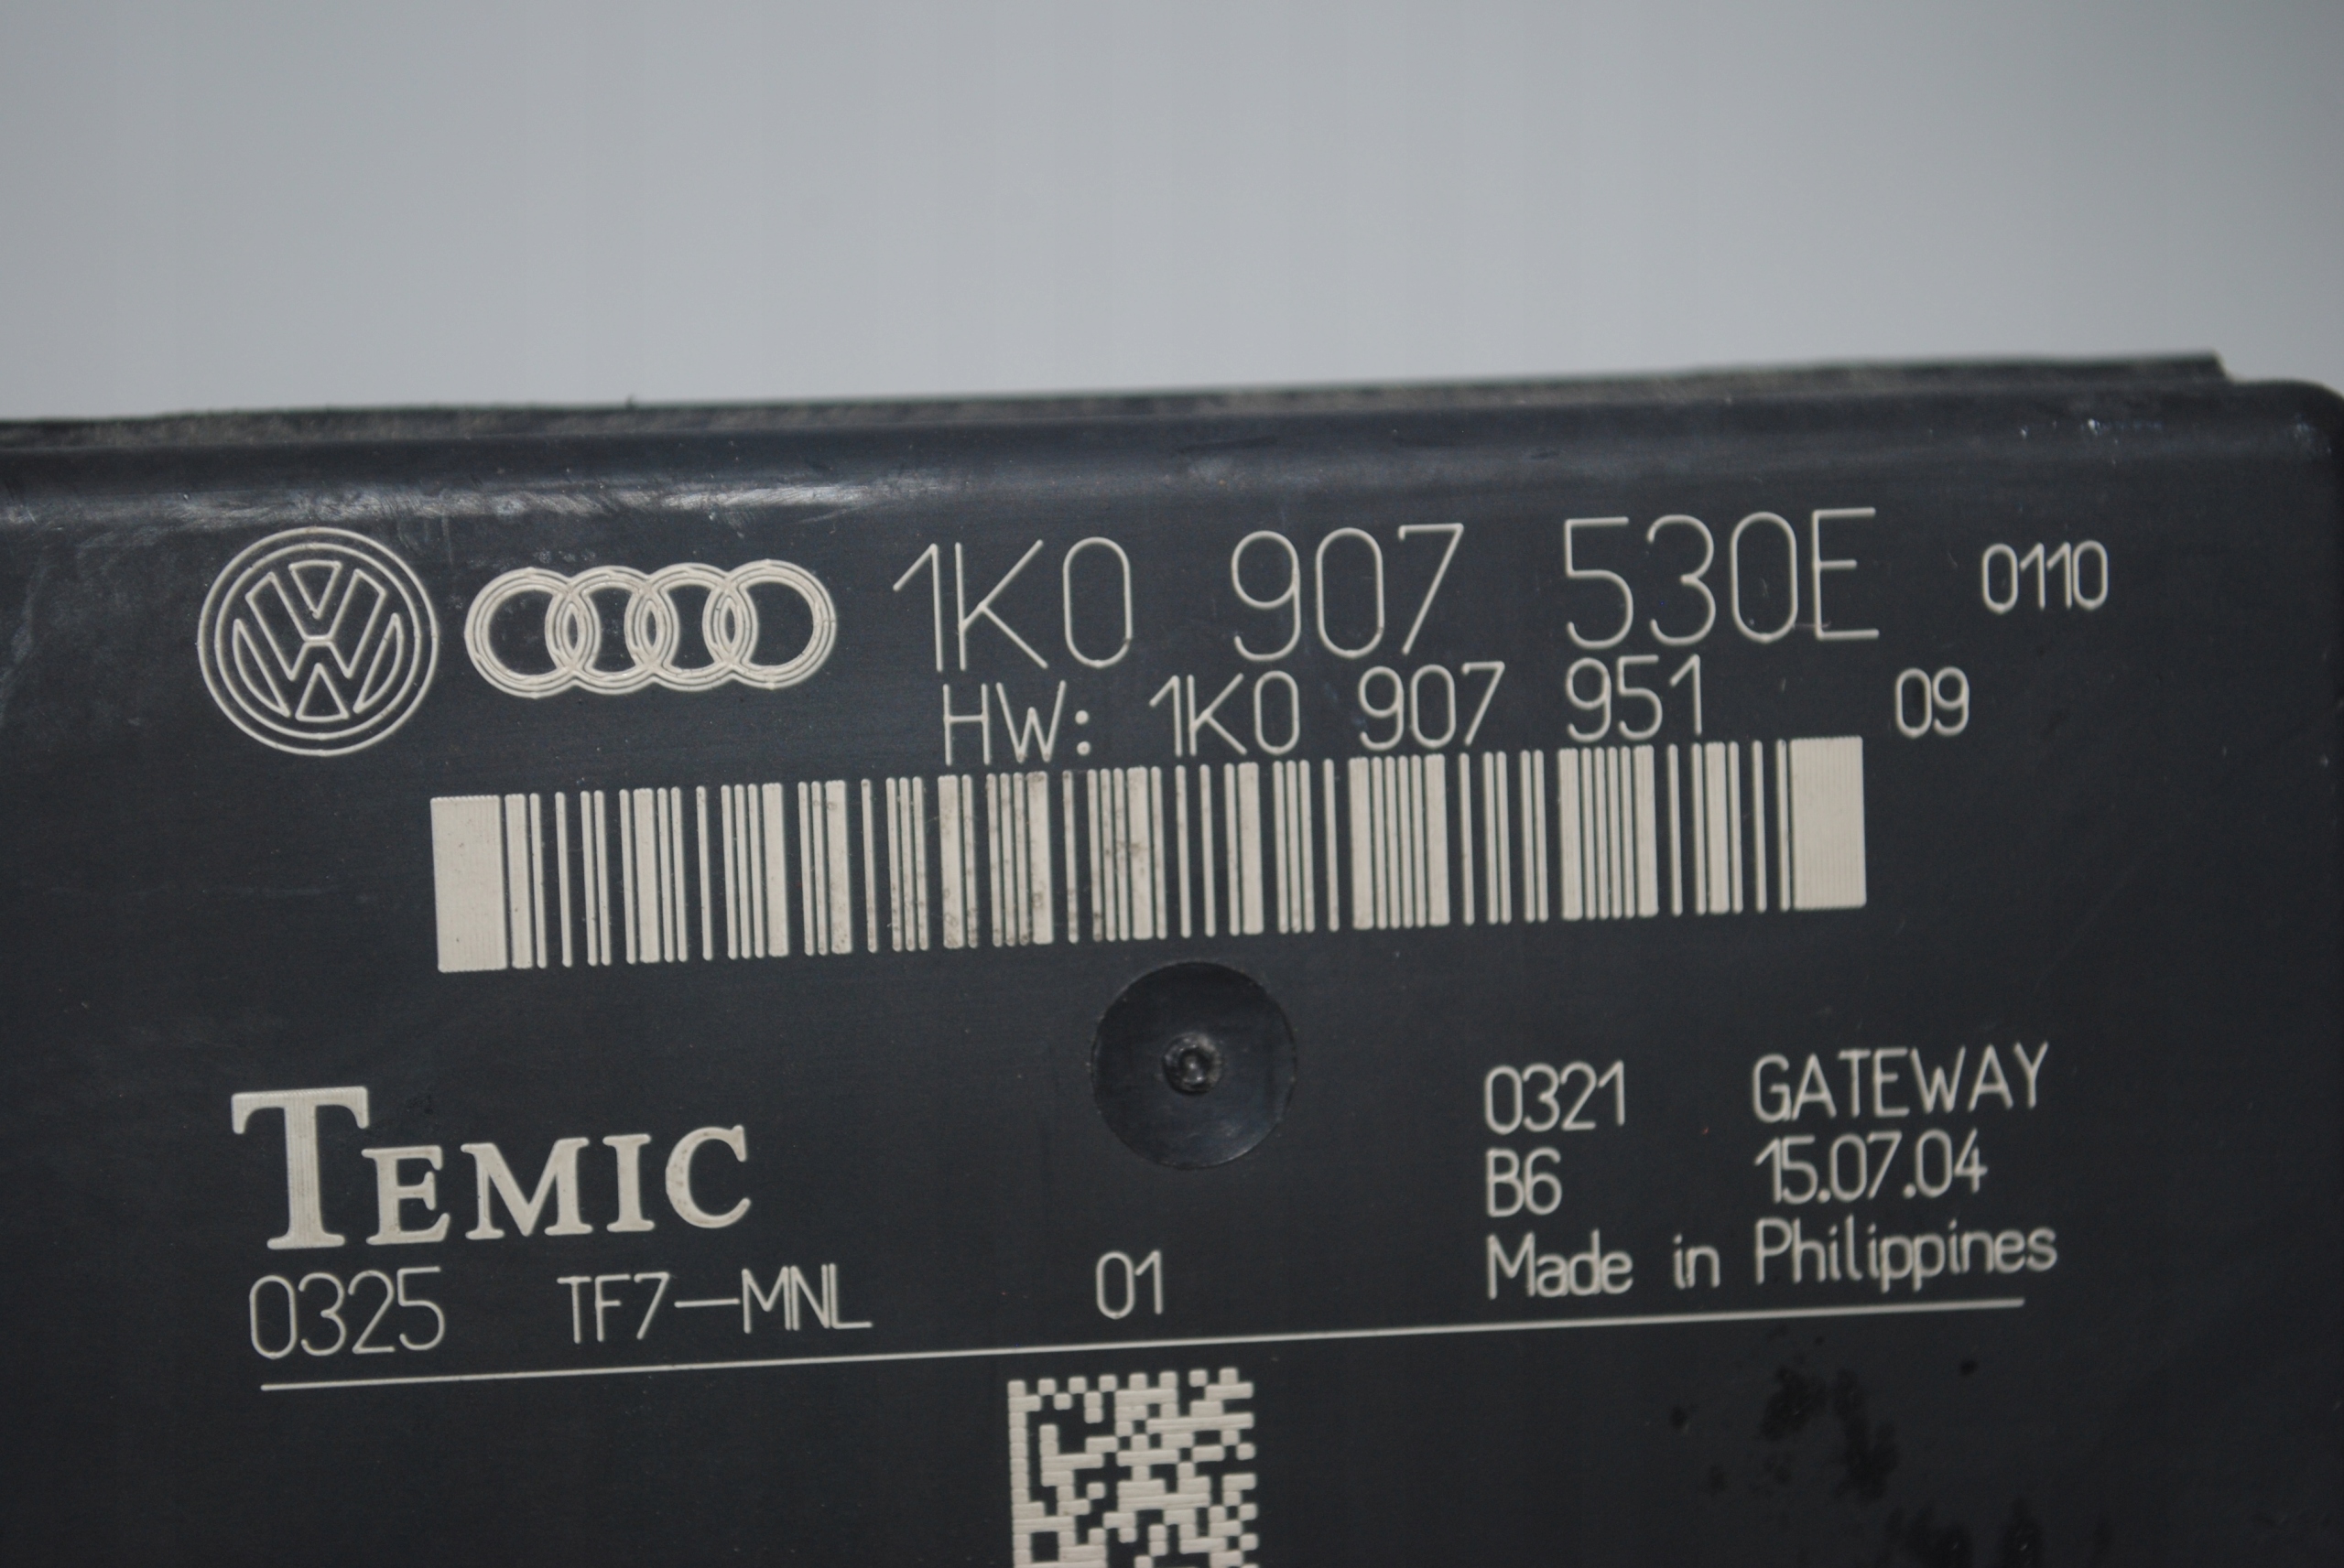 1K0 907 530E 0110
HW: 1K0 907 951 09
TEMIC
0321 GATEWAY
B6 15.07.04
Made in Philippines
0325 TF7-MNL 01